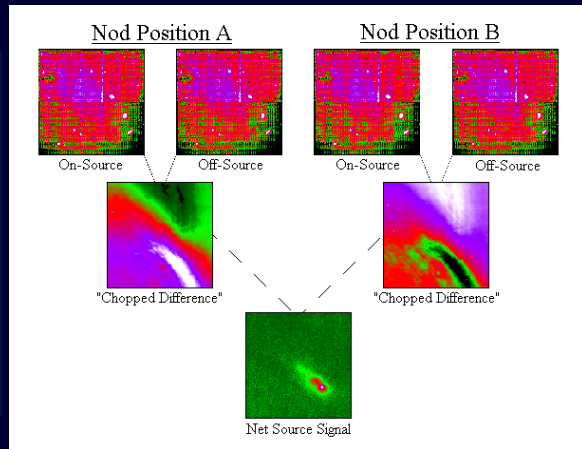 Nod Position A
Nod Position B
On-Source
Off-Source
On-Source
Off-Source
"Chopped Difference"
"Chopped Difference"
Net Source Signal